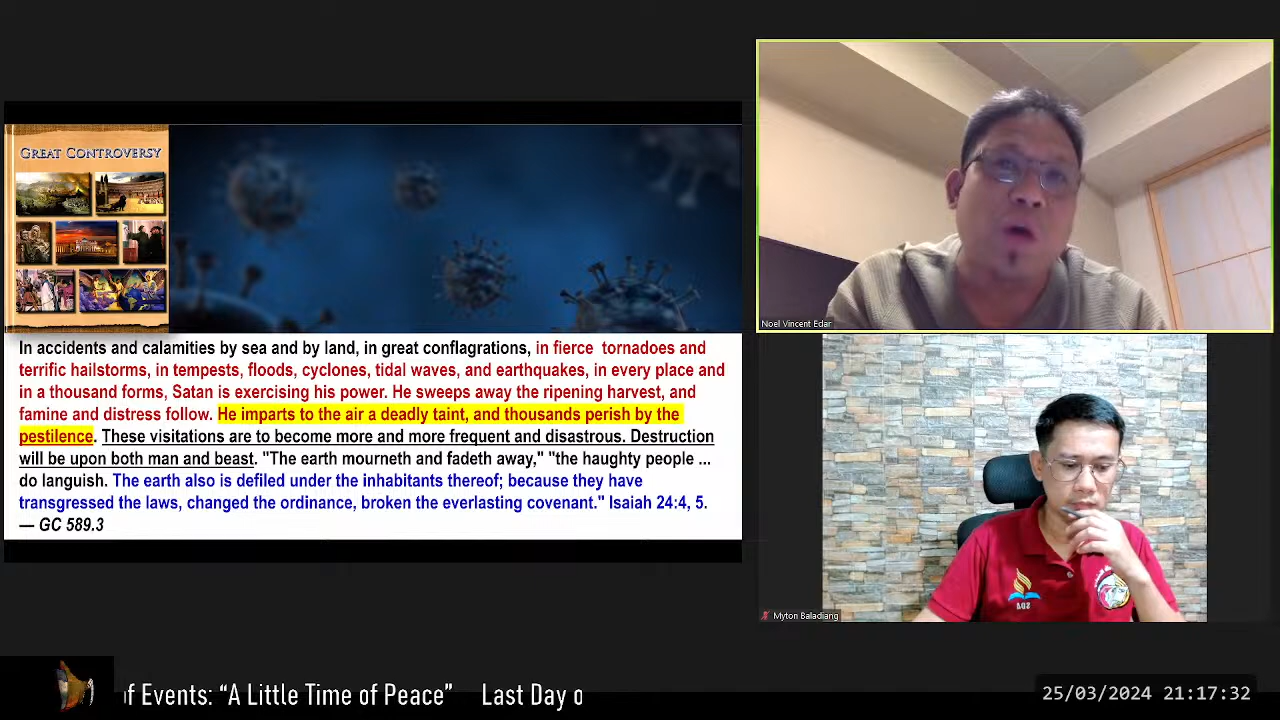 GREAT CONTROVERSY
In accidents and calamities by sea and by land, in great conflagrations, in fierce tornadoes and
terrific hailstorms, in tempests, floods, cyclones, tidal waves, and earthquakes, in every place and
in a thousand forms, Satan is exercising his power. He sweeps away the ripening harvest, and
famine and distress follow. He imparts to the air a deadly taint, and thousands perish by the
pestilence. These visitations are to become more and more frequent and disastrous. Destruction
will be upon both man and beast. "The earth mourneth and fadeth away," "the haughty people ...
do languish. The earth also is defiled under the inhabitants thereof; because they have
transgressed the laws, changed the ordinance, broken the everlasting covenant." Isaiah 24:4, 5.
— GC 589.3
Noel Vincent Edar
SDA
Myton Baladiang
of Events: “A Little Time of Peace” Last Day o
25/03/2024 21:17:32